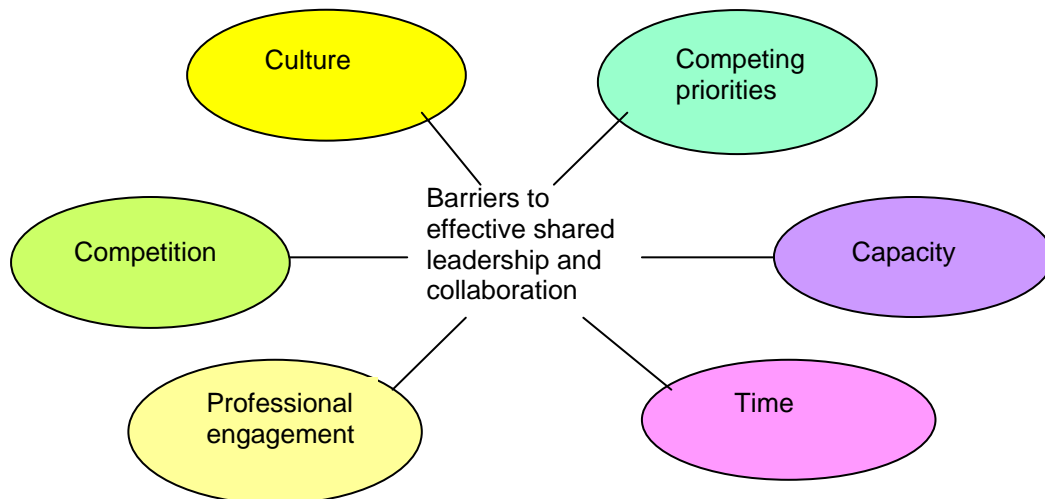 Culture
Competing
priorities
Barriers to
effective shared
leadership and
collaboration
Competition
Capacity
Professional
engagement
Time